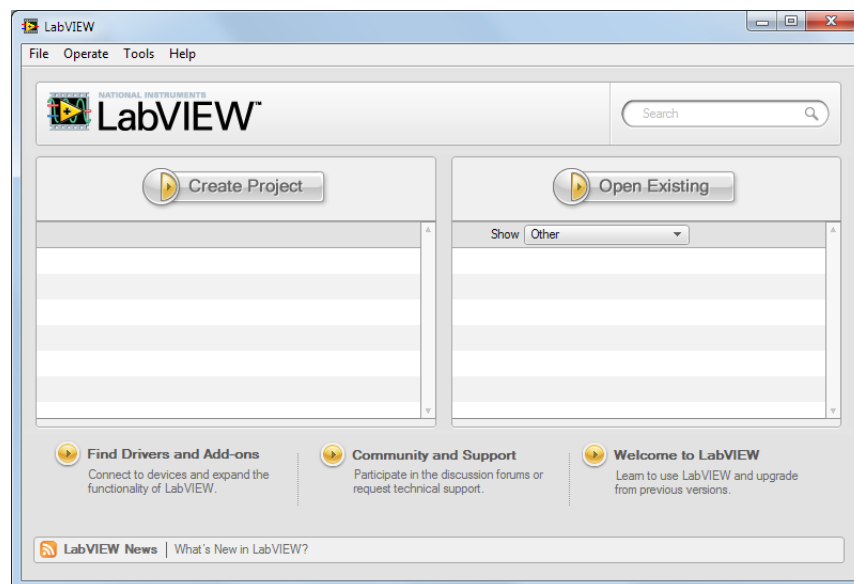 LabVIEW
File Operate Tools Help
NATIONAL INSTRUMENTS
LabVIEW™
Search
Create Project
Open Existing
Show Other
Find Drivers and Add-ons
Connect to devices and expand the
functionality of LabVIEW.
Community and Support
Participate in the discussion forums or
request technical support.
Welcome to LabVIEW
Learn to use LabVIEW and upgrade
from previous versions.
LabVIEW News | What's New in LabVIEW?